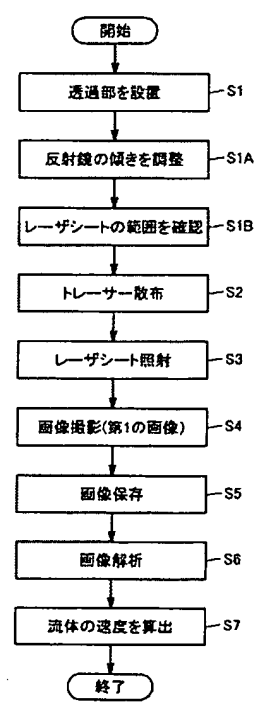 開始
透過部を設置 S1
反射鏡の傾きを調整 S1A
レーザシートの範囲を確認 S1B
トレーサー散布 S2
レーザシート照射 S3
画像撮影(第1の画像) S4
画像保存 S5
画像解析 S6
流体の速度を算出 S7
終了